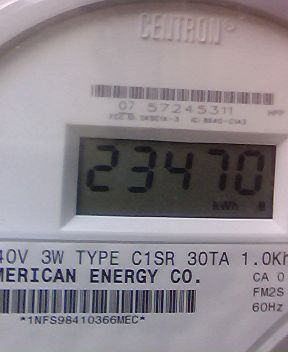 CENTRON®
07 57245311
23470
kWh
40V 3W TYPE C1SR 30TA 1.0Kh
MERICAN ENERGY CO.
CA 0
FM2S
60Hz
*1NFS98410366MEC*